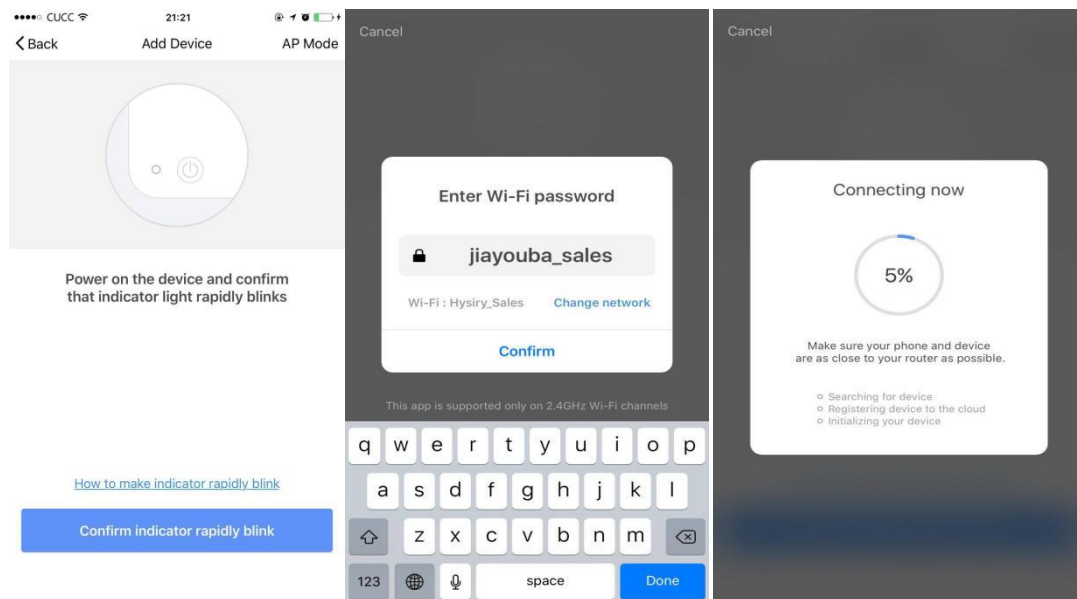 CUCC
21:21
Back
Add Device
AP Mode
Power on the device and confirm
that indicator light rapidly blinks
How to make indicator rapidly blink
Confirm indicator rapidly blink
Cancel
Enter Wi-Fi password
jiayouba_sales
Wi-Fi : Hysiry_Sales
Change network
Confirm
This app is supported only on 2.4GHz Wi-Fi channels
q w e r t y u i o p
a s d f g h j k l
z x c v b n m
123
space
Done
Cancel
Connecting now
5%
Make sure your phone and device
are as close to your router as possible.
Searching for device
Registering device to the cloud
Initializing your device